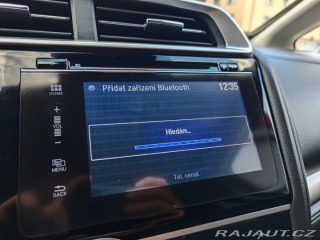 Přidat zařízení Bluetooth
12:35
HOME
+
VOL
−
Hledám...
MENU
Tel. nenal.
BACK
RAJAUT.CZ